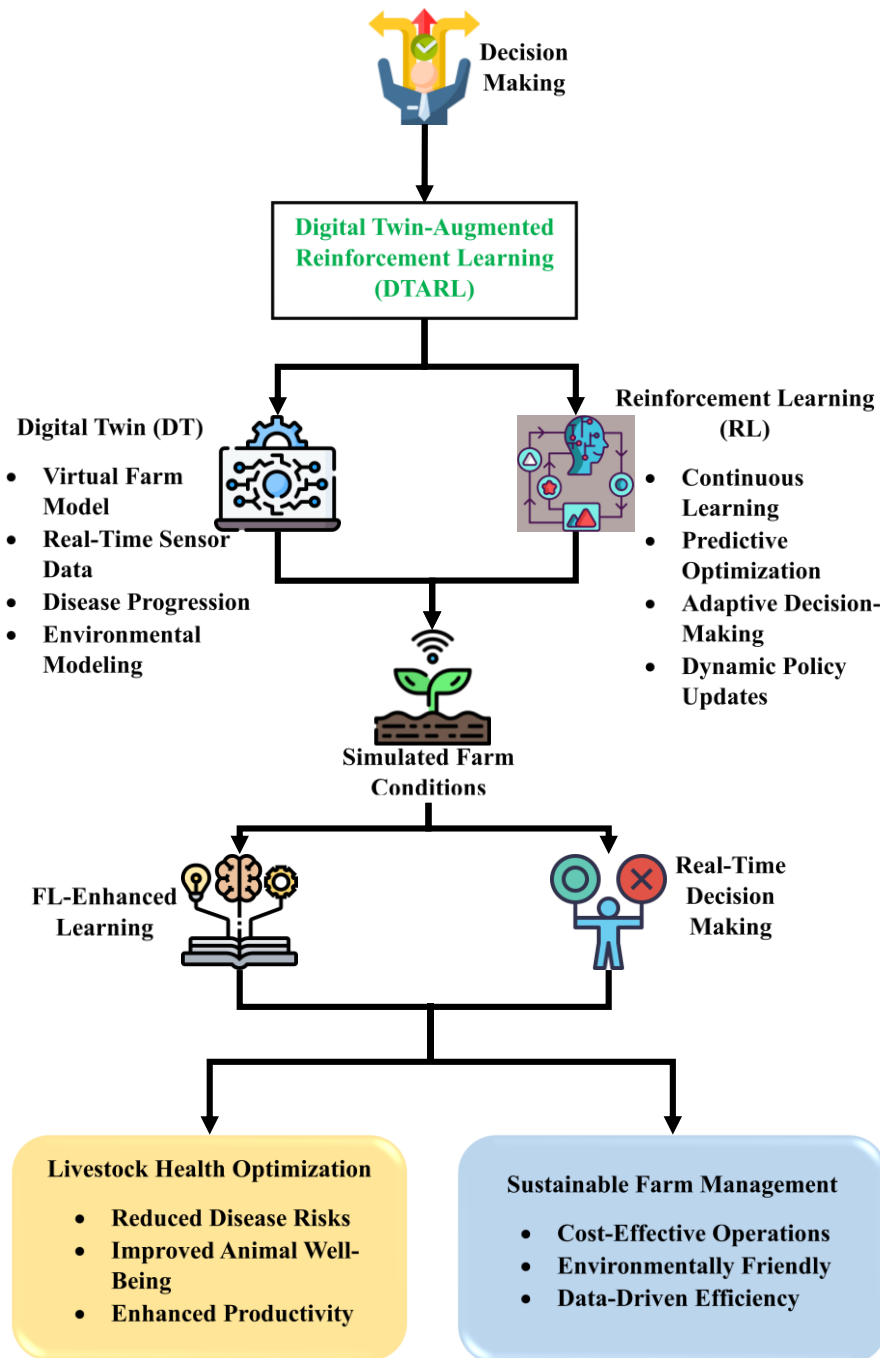 Decision
Making
Digital Twin-Augmented
Reinforcement Learning
(DTARL)
Digital Twin (DT)
• Virtual Farm
Model
• Real-Time Sensor
Data
• Disease Progression
• Environmental
Modeling
Reinforcement Learning
(RL)
• Continuous
Learning
• Predictive
Optimization
• Adaptive Decision-
Making
• Dynamic Policy
Updates
Simulated Farm
Conditions
FL-Enhanced
Learning
Real-Time
Decision
Making
Livestock Health Optimization
• Reduced Disease Risks
• Improved Animal Well-
Being
• Enhanced Productivity
Sustainable Farm Management
• Cost-Effective Operations
• Environmentally Friendly
• Data-Driven Efficiency